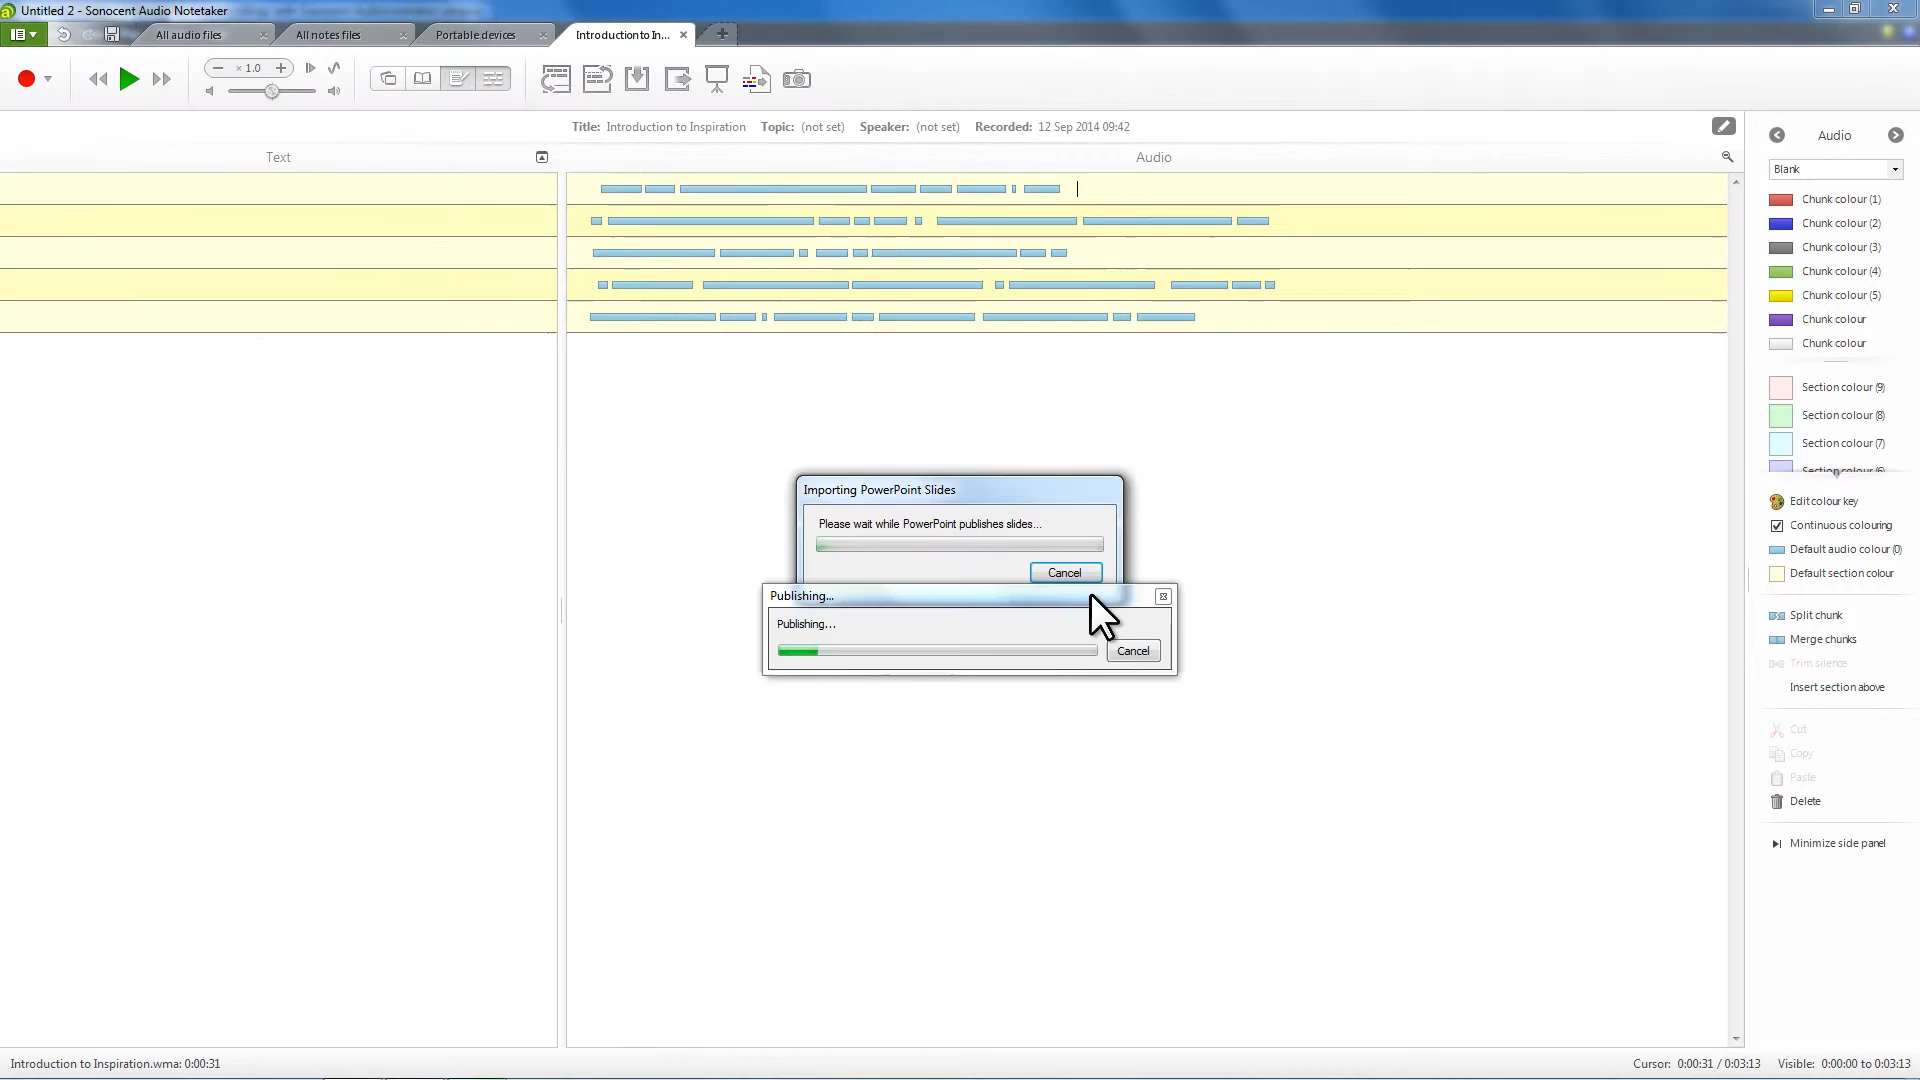 Untitled 2 - Sonocent Audio Notetaker
All audio files
All notes files
Portable devices
Introduction to In...
× 1.0
Title: Introduction to Inspiration Topic: (not set) Speaker: (not set) Recorded: 12 Sep 2014 09:42
Text
Audio
Audio
Blank
Chunk colour (1)
Chunk colour (2)
Chunk colour (3)
Chunk colour (4)
Chunk colour (5)
Chunk colour
Chunk colour
Section colour (9)
Section colour (8)
Section colour (7)
Section colour (6)
Edit colour key
Continuous colouring
Default audio colour (0)
Default section colour
Split chunk
Merge chunks
Trim silence
Insert section above
Cut
Copy
Paste
Delete
Minimize side panel
Importing PowerPoint Slides
Please wait while PowerPoint publishes slides...
Cancel
Publishing...
Publishing...
Cancel
Introduction to Inspiration.wma: 0:00:31
Cursor: 0:00:31 / 0:03:13 Visible: 0:00:00 to 0:03:13